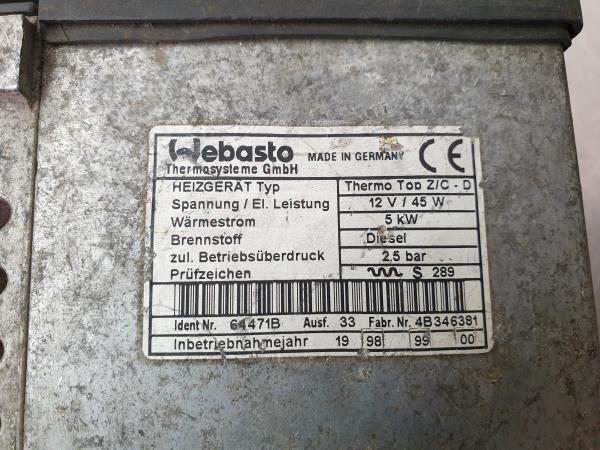 Webasto MADE IN GERMANY CE
Thermosysteme GmbH
HEIZGERÄT Typ Thermo Top Z/C - D
Spannung / El. Leistung 12 V / 45 W
Wärmestrom 5 kW
Brennstoff Diesel
zul. Betriebsüberdruck 2.5 bar
Prüfzeichen S 289
Ident Nr. 64471B Ausf. 33 Fabr. Nr. 4B346381
Inbetriebnahmejahr 19 98 99 00